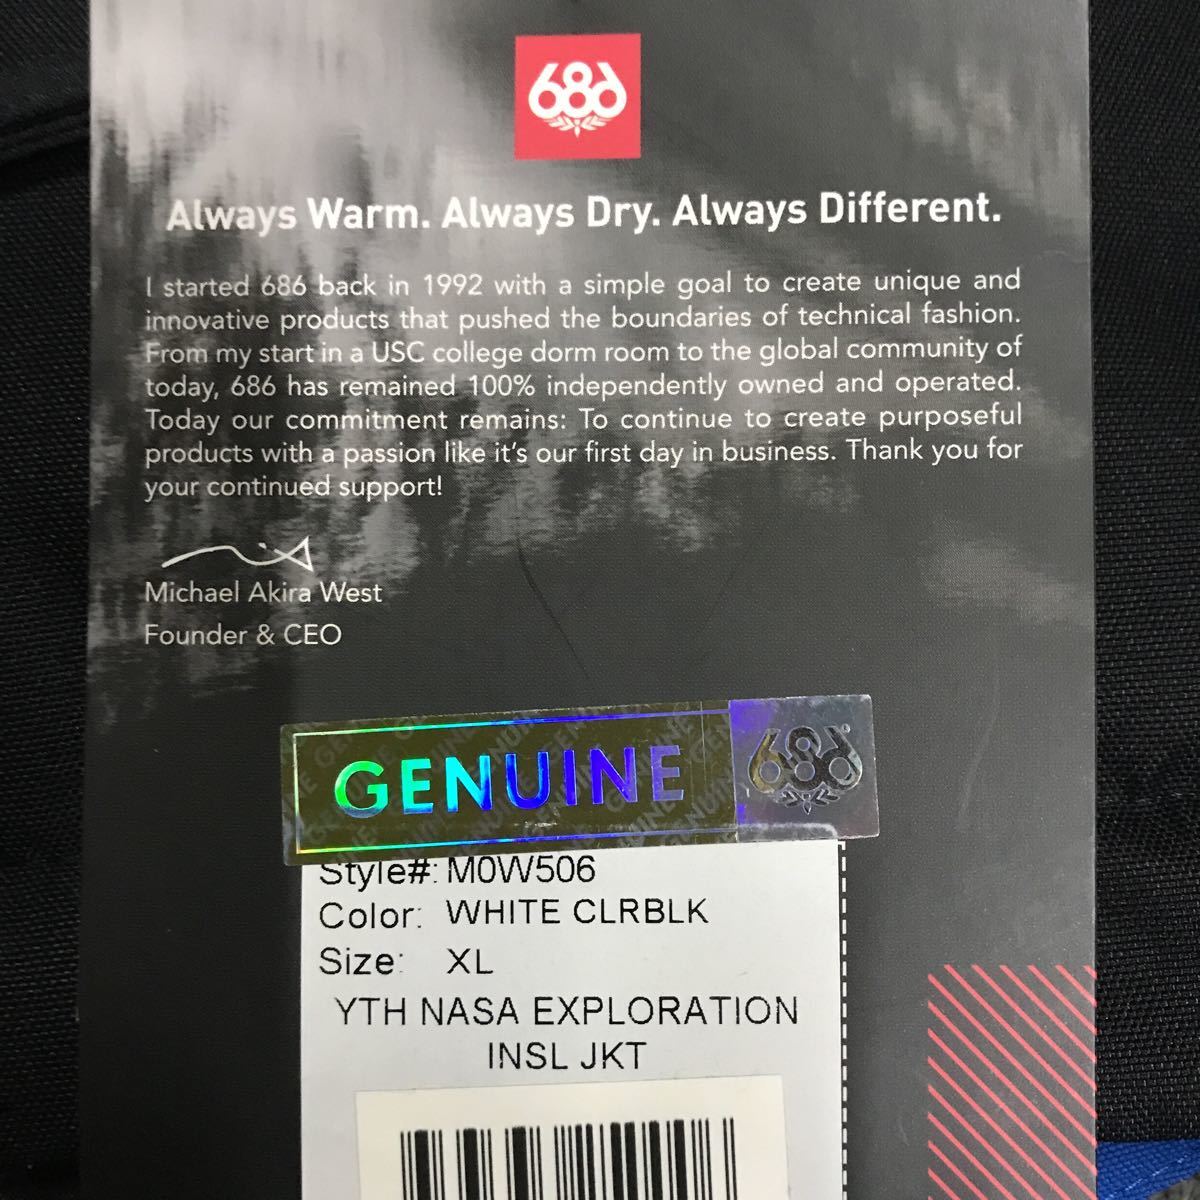 686
Always Warm. Always Dry. Always Different.
I started 686 back in 1992 with a simple goal to create unique and
innovative products that pushed the boundaries of technical fashion.
From my start in a USC college dorm room to the global community of
today, 686 has remained 100% independently owned and operated.
Today our commitment remains: To continue to create purposeful
products with a passion like it's our first day in business. Thank you for
your continued support!
Michael Akira West
Founder & CEO
GENUINE 686
Style#: M0W506
Color: WHITE CLRBLK
Size: XL
YTH NASA EXPLORATION
INSL JKT